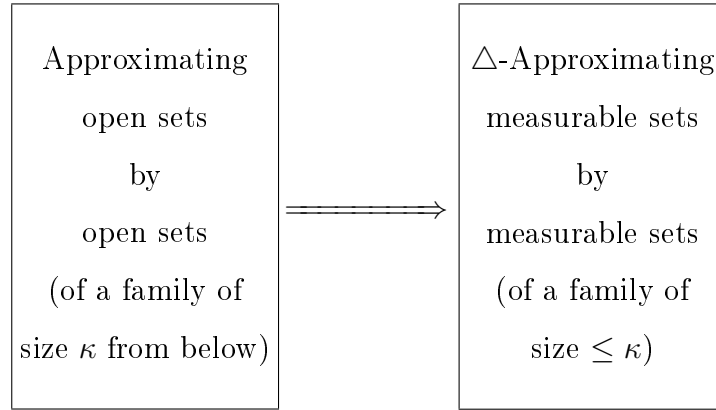 Approximating
open sets
by
open sets
(of a family of
size κ from below)
⟹
△-Approximating
measurable sets
by
measurable sets
(of a family of
size ≤ κ)